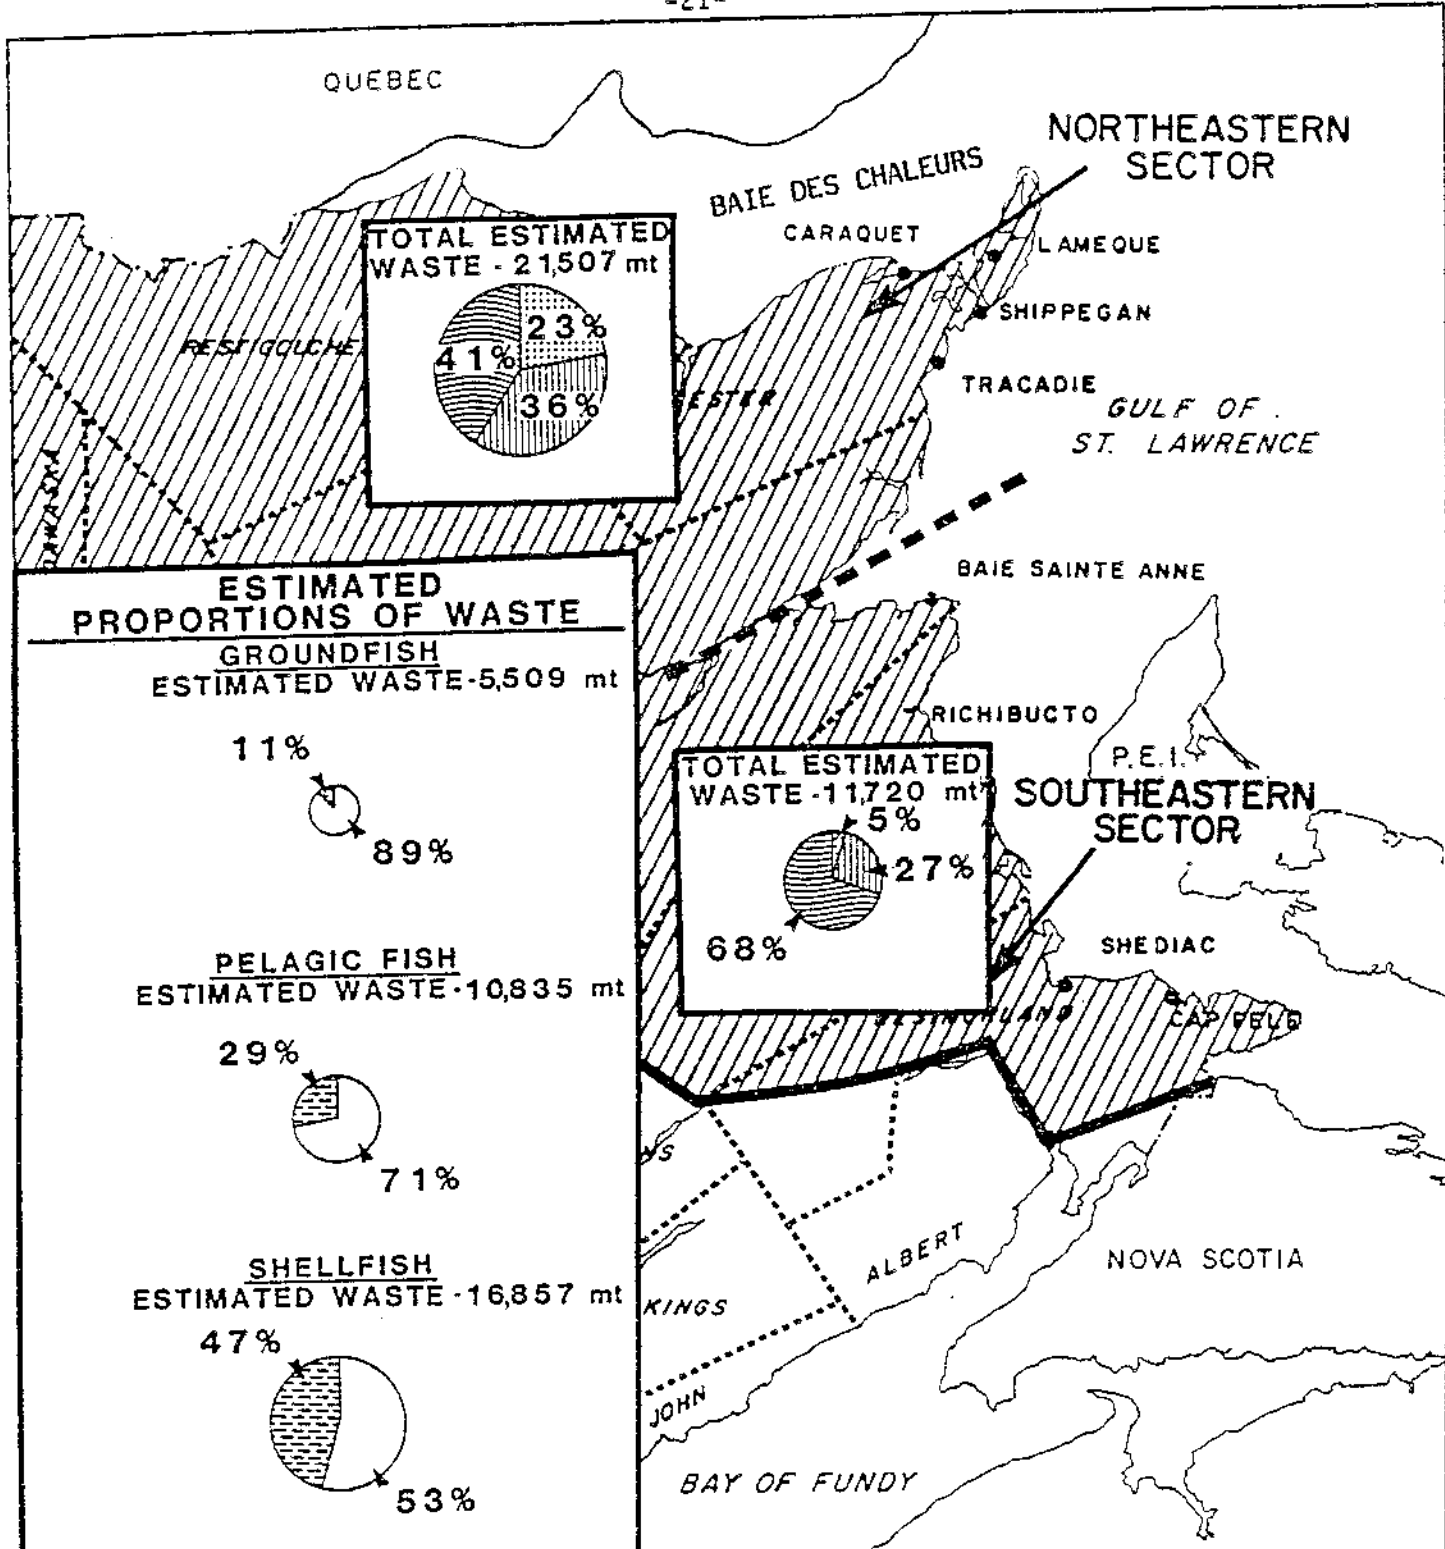 -21-
QUEBEC
NORTHEASTERN
SECTOR
BAIE DES CHALEURS
CARAQUET
LAMEQUE
SHIPPEGAN
TRACADIE
GULF OF
ST. LAWRENCE
TOTAL ESTIMATED
WASTE - 21,507 mt
23%
41%
36%
RESTIGOUCHE
BAIE SAINTE ANNE
RICHIBUCTO
P.E.I.
SOUTHEASTERN
SECTOR
TOTAL ESTIMATED
WASTE - 11,720 mt
5%
27%
68%
SHEDIAC
CAP PELE
ALBERT
NOVA SCOTIA
KINGS
JOHN
BAY OF FUNDY
ESTIMATED
PROPORTIONS OF WASTE
GROUNDFISH
ESTIMATED WASTE-5,509 mt
11%
89%
PELAGIC FISH
ESTIMATED WASTE-10,835 mt
29%
71%
SHELLFISH
ESTIMATED WASTE-16,857 mt
47%
53%